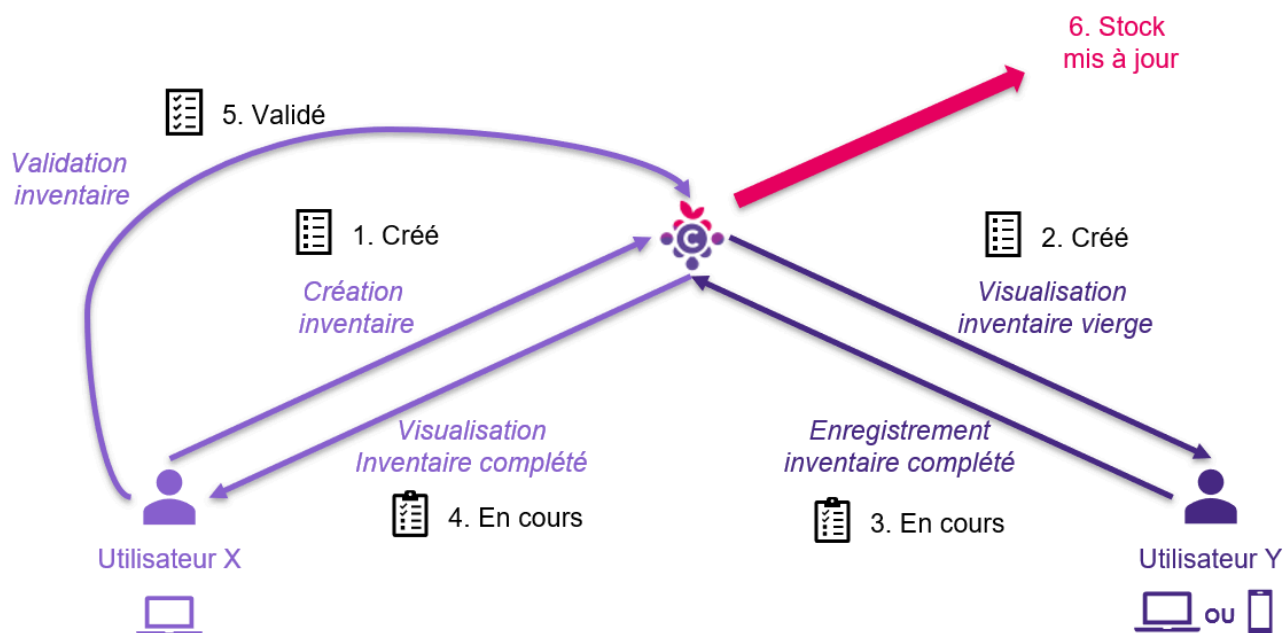 6. Stock
mis à jour
5. Validé
Validation
inventaire
1. Créé
2. Créé
C
Création
inventaire
Visualisation
inventaire vierge
Visualisation
Inventaire complété
Enregistrement
inventaire complété
4. En cours
3. En cours
Utilisateur X
Utilisateur Y
ou